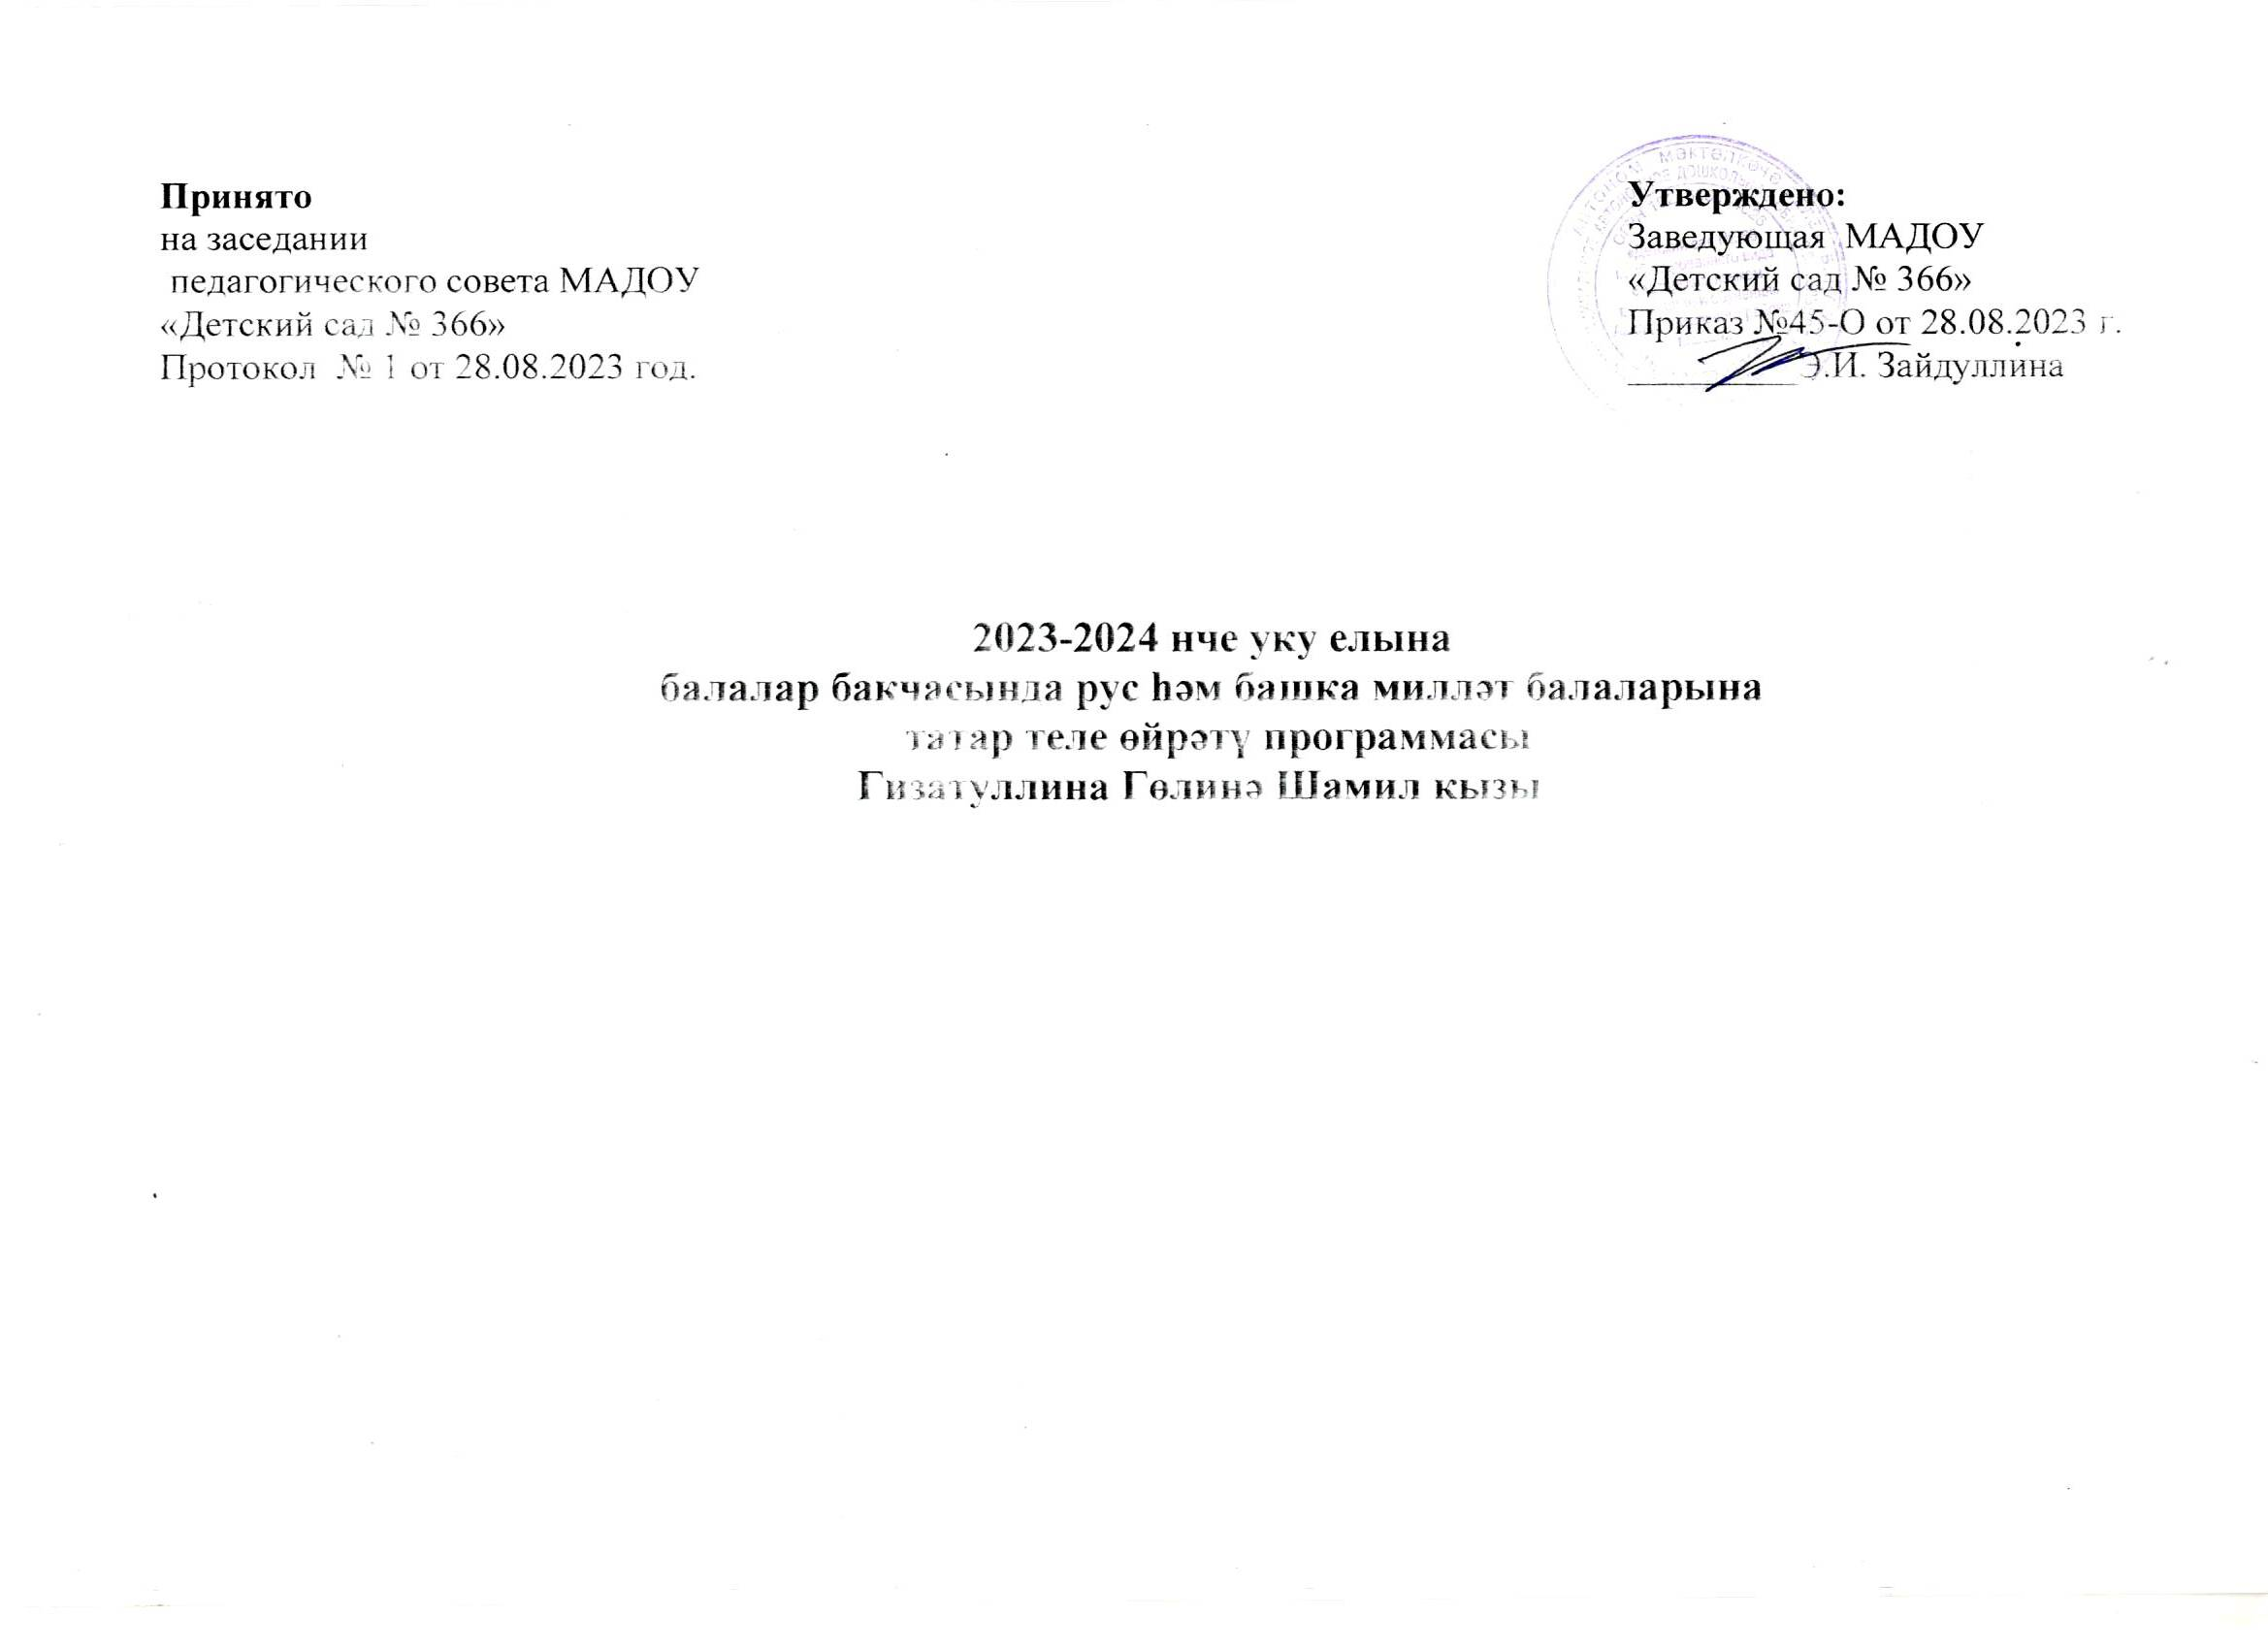 Принято
на заседании
педагогического совета МАДОУ
«Детский сад № 366»
Протокол № 1 от 28.08.2023 год.
Утверждено:
Заведующая МАДОУ
«Детский сад № 366»
Приказ №45-О от 28.08.2023 г.
Э.И. Зайдуллина
2023-2024 нче уку елына
балалар бакчасында рус һәм башка милләт балаларына
татар теле өйрәтү программасы
Гизатуллина Гөлинә Шамил кызы